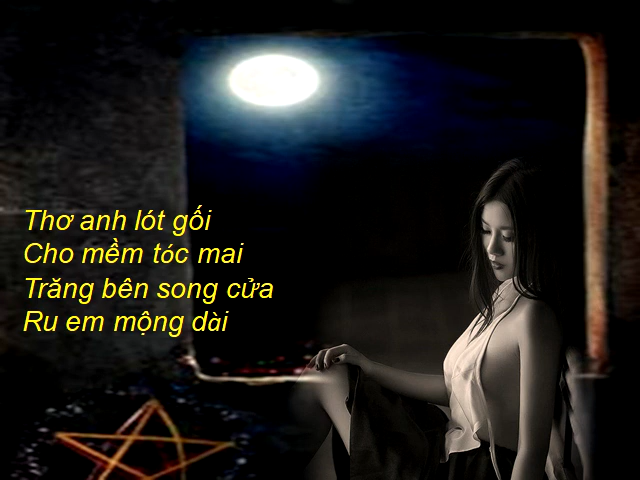 Thơ anh lót gối
Cho mềm tóc mai
Trăng bên song cửa
Ru em mộng dài